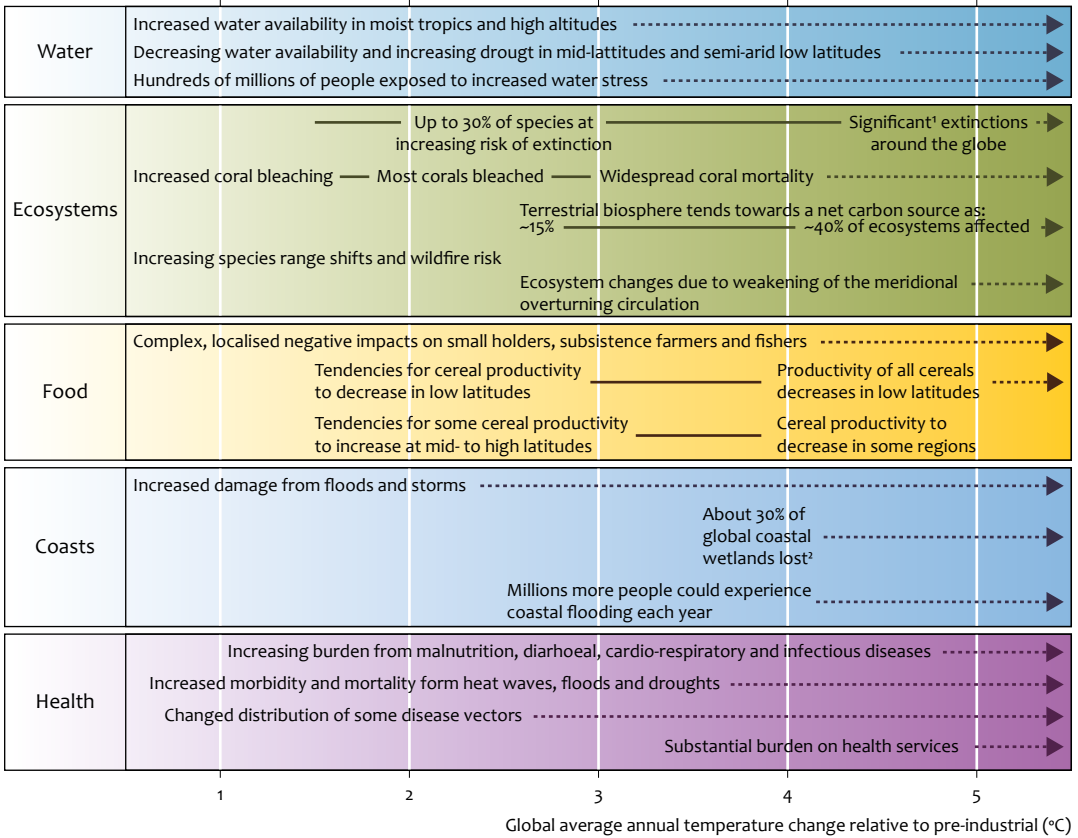 Water
Increased water availability in moist tropics and high altitudes
Decreasing water availability and increasing drougt in mid-lattitudes and semi-arid low latitudes
Hundreds of millions of people exposed to increased water stress
Ecosystems
Up to 30% of species at
increasing risk of extinction
Significant¹ extinctions
around the globe
Increased coral bleaching
Most corals bleached
Widespread coral mortality
Terrestrial biosphere tends towards a net carbon source as:
~15%
~40% of ecosystems affected
Increasing species range shifts and wildfire risk
Ecosystem changes due to weakening of the meridional
overturning circulation
Food
Complex, localised negative impacts on small holders, subsistence farmers and fishers
Tendencies for cereal productivity
to decrease in low latitudes
Productivity of all cereals
decreases in low latitudes
Tendencies for some cereal productivity
to increase at mid- to high latitudes
Cereal productivity to
decrease in some regions
Coasts
Increased damage from floods and storms
About 30% of
global coastal
wetlands lost²
Millions more people could experience
coastal flooding each year
Health
Increasing burden from malnutrition, diarhoeal, cardio-respiratory and infectious diseases
Increased morbidity and mortality form heat waves, floods and droughts
Changed distribution of some disease vectors
Substantial burden on health services
1 2 3 4 5
Global average annual temperature change relative to pre-industrial (°C)